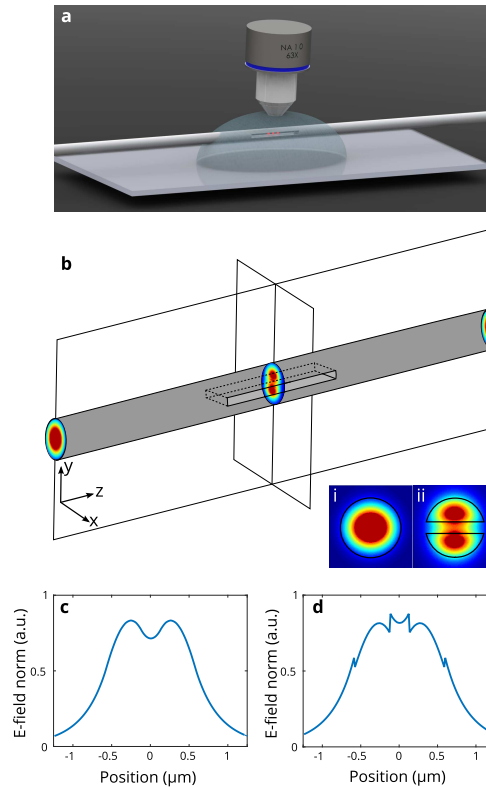 a
NA 1 0
63X
b
y
z
x
i
ii
c
d
E-field norm (a.u.)
1
0.5
0
-1
-0.5
0
0.5
1
Position (µm)
E-field norm (a.u.)
1
0.5
0
-1
-0.5
0
0.5
1
Position (µm)